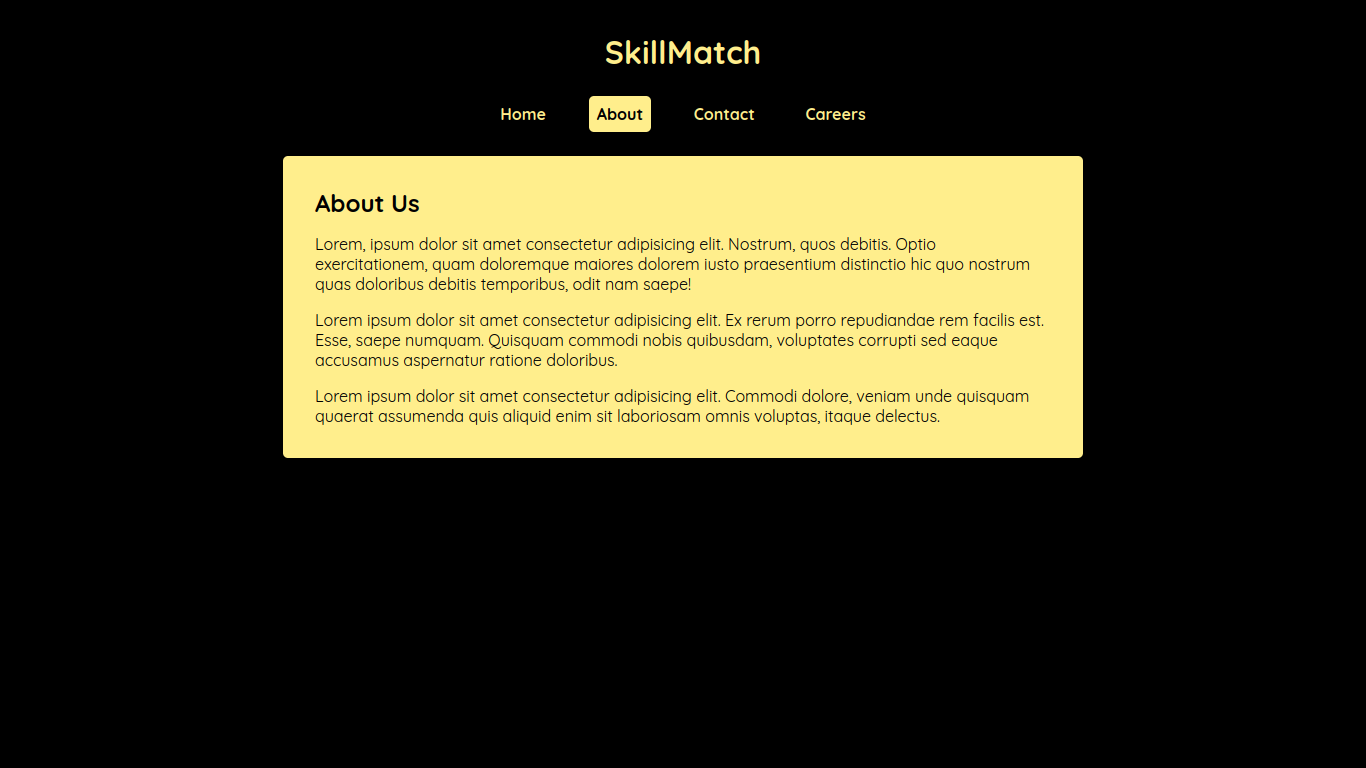 SkillMatch
Home About Contact Careers
About Us
Lorem, ipsum dolor sit amet consectetur adipisicing elit. Nostrum, quos debitis. Optio
exercitationem, quam doloremque maiores dolorem iusto praesentium distinctio hic quo nostrum
quas doloribus debitis temporibus, odit nam saepe!
Lorem ipsum dolor sit amet consectetur adipisicing elit. Ex rerum porro repudiandae rem facilis est.
Esse, saepe numquam. Quisquam commodi nobis quibusdam, voluptates corrupti sed eaque
accusamus aspernatur ratione doloribus.
Lorem ipsum dolor sit amet consectetur adipisicing elit. Commodi dolore, veniam unde quisquam
quaerat assumenda quis aliquid enim sit laboriosam omnis voluptas, itaque delectus.